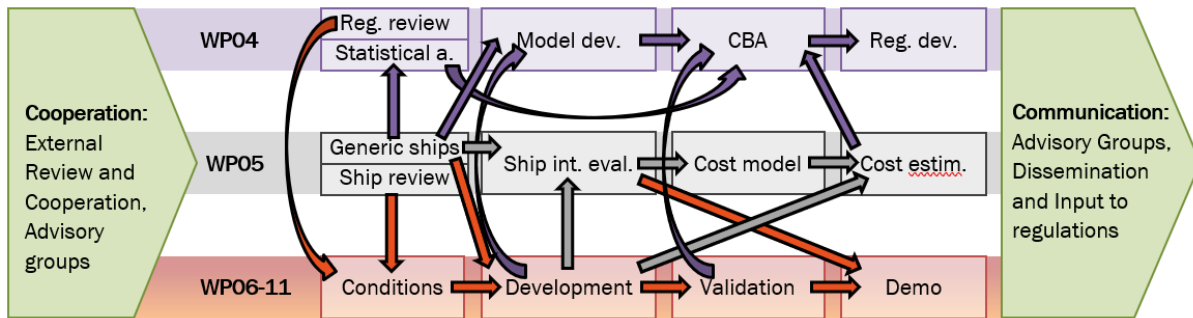 Cooperation:
External
Review and
Cooperation,
Advisory
groups
WP04
Reg. review
Statistical a.
Model dev.
CBA
Reg. dev.
WP05
Generic ships
Ship review
Ship int. eval.
Cost model
Cost estim.
WP06-11
Conditions
Development
Validation
Demo
Communication:
Advisory Groups,
Dissemination
and Input to
regulations